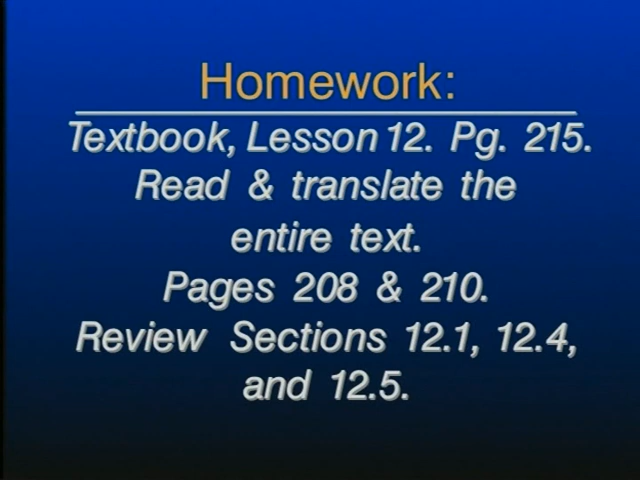 Homework:
Textbook, Lesson 12. Pg. 215.
Read & translate the
entire text.
Pages 208 & 210.
Review Sections 12.1, 12.4,
and 12.5.